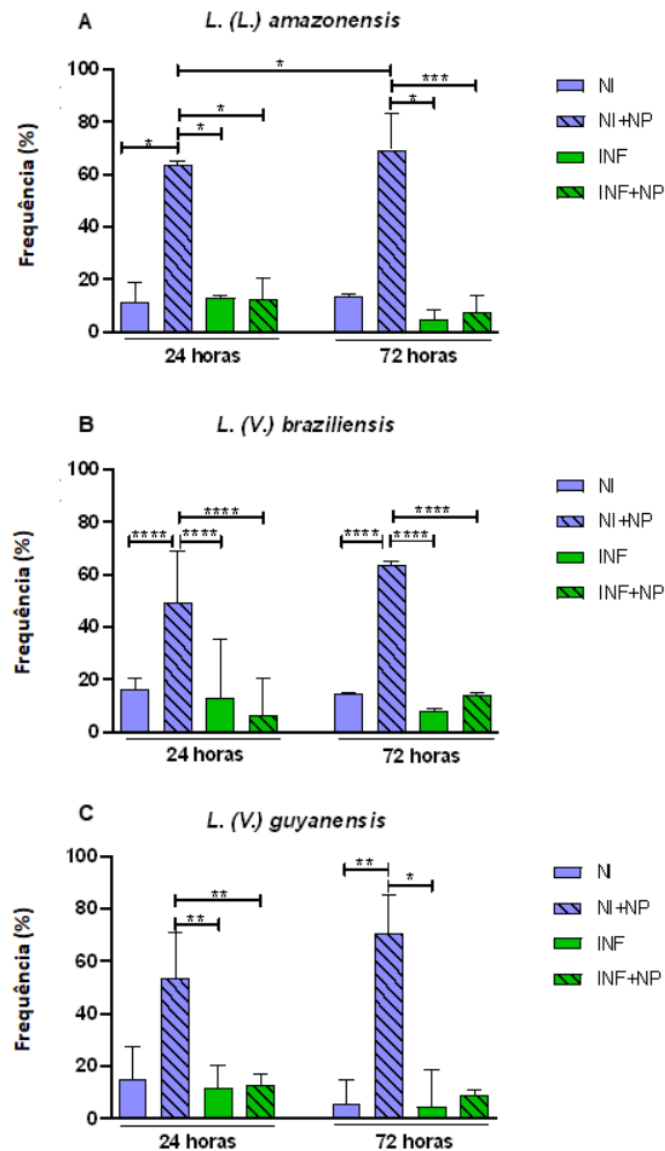 A
L. (L.) amazonensis
Frequência (%)
100
80
60
40
20
0
*
*
*
*
*
***
24 horas
72 horas
NI
NI+NP
INF
INF+NP
B
L. (V.) braziliensis
Frequência (%)
100
80
60
40
20
0
****
****
****
****
****
****
24 horas
72 horas
NI
NI+NP
INF
INF+NP
C
L. (V.) guyanensis
Frequência (%)
100
80
60
40
20
0
**
**
**
*
24 horas
72 horas
NI
NI+NP
INF
INF+NP